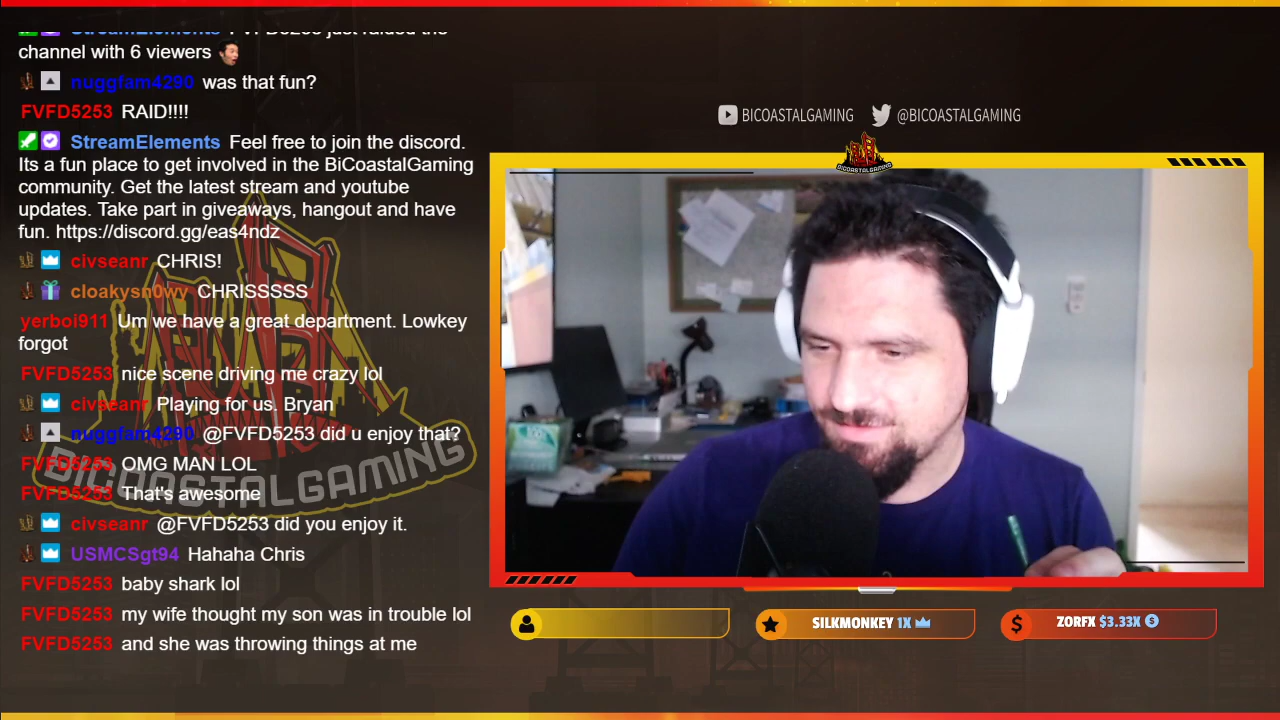 channel with 6 viewers
nuggfam4290 was that fun?
FVFD5253 RAID!!!!
StreamElements Feel free to join the discord.
Its a fun place to get involved in the BiCoastalGaming
community. Get the latest stream and youtube
updates. Take part in giveaways, hangout and have
fun. https://discord.gg/eas4ndz
civseanr CHRIS!
cloakysn0wy CHRISSSSS
yerboi911 Um we have a great department. Lowkey
forgot
FVFD5253 nice scene driving me crazy lol
civseanr Playing for us. Bryan
nuggfam4290 @FVFD5253 did u enjoy that?
FVFD5253 OMG MAN LOL
FVFD5253 That's awesome
civseanr @FVFD5253 did you enjoy it.
USMCSgt94 Hahaha Chris
FVFD5253 baby shark lol
FVFD5253 my wife thought my son was in trouble lol
FVFD5253 and she was throwing things at me
BICOASTALGAMING
BICOASTALGAMING @BICOASTALGAMING
BICOASTALGAMING
SILKMONKEY 1X
ZORFX $3.33X